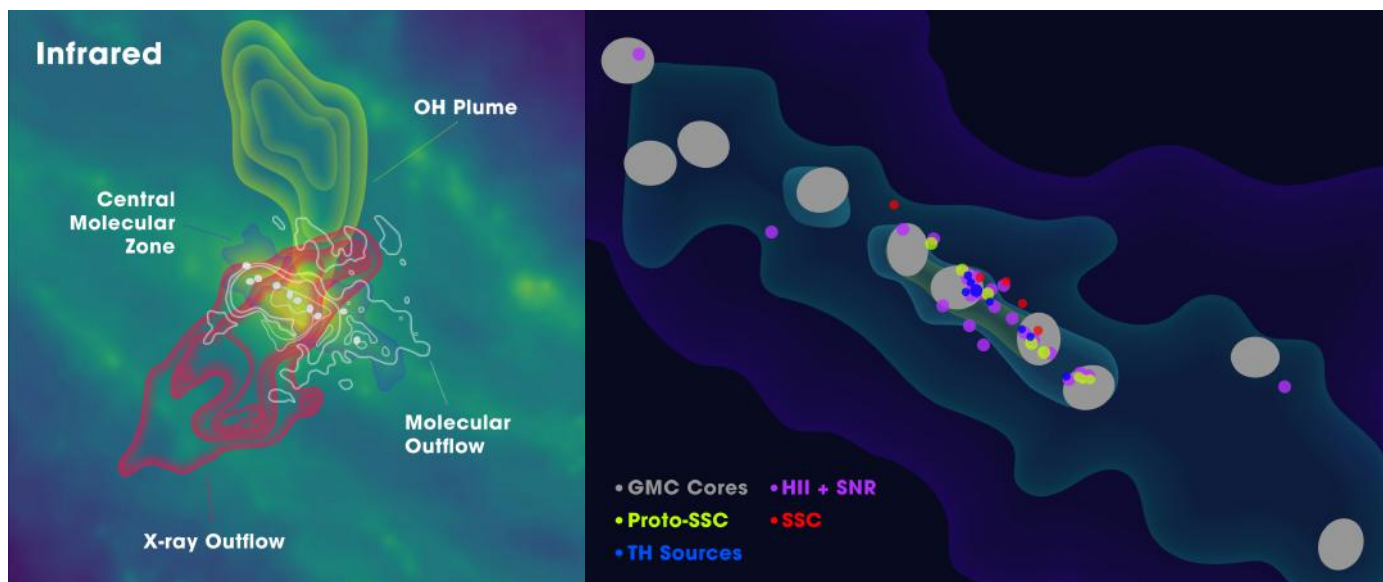 Infrared
OH Plume
Central
Molecular
Zone
Molecular
Outflow
X-ray Outflow
• GMC Cores • HII + SNR
• Proto-SSC • SSC
• TH Sources